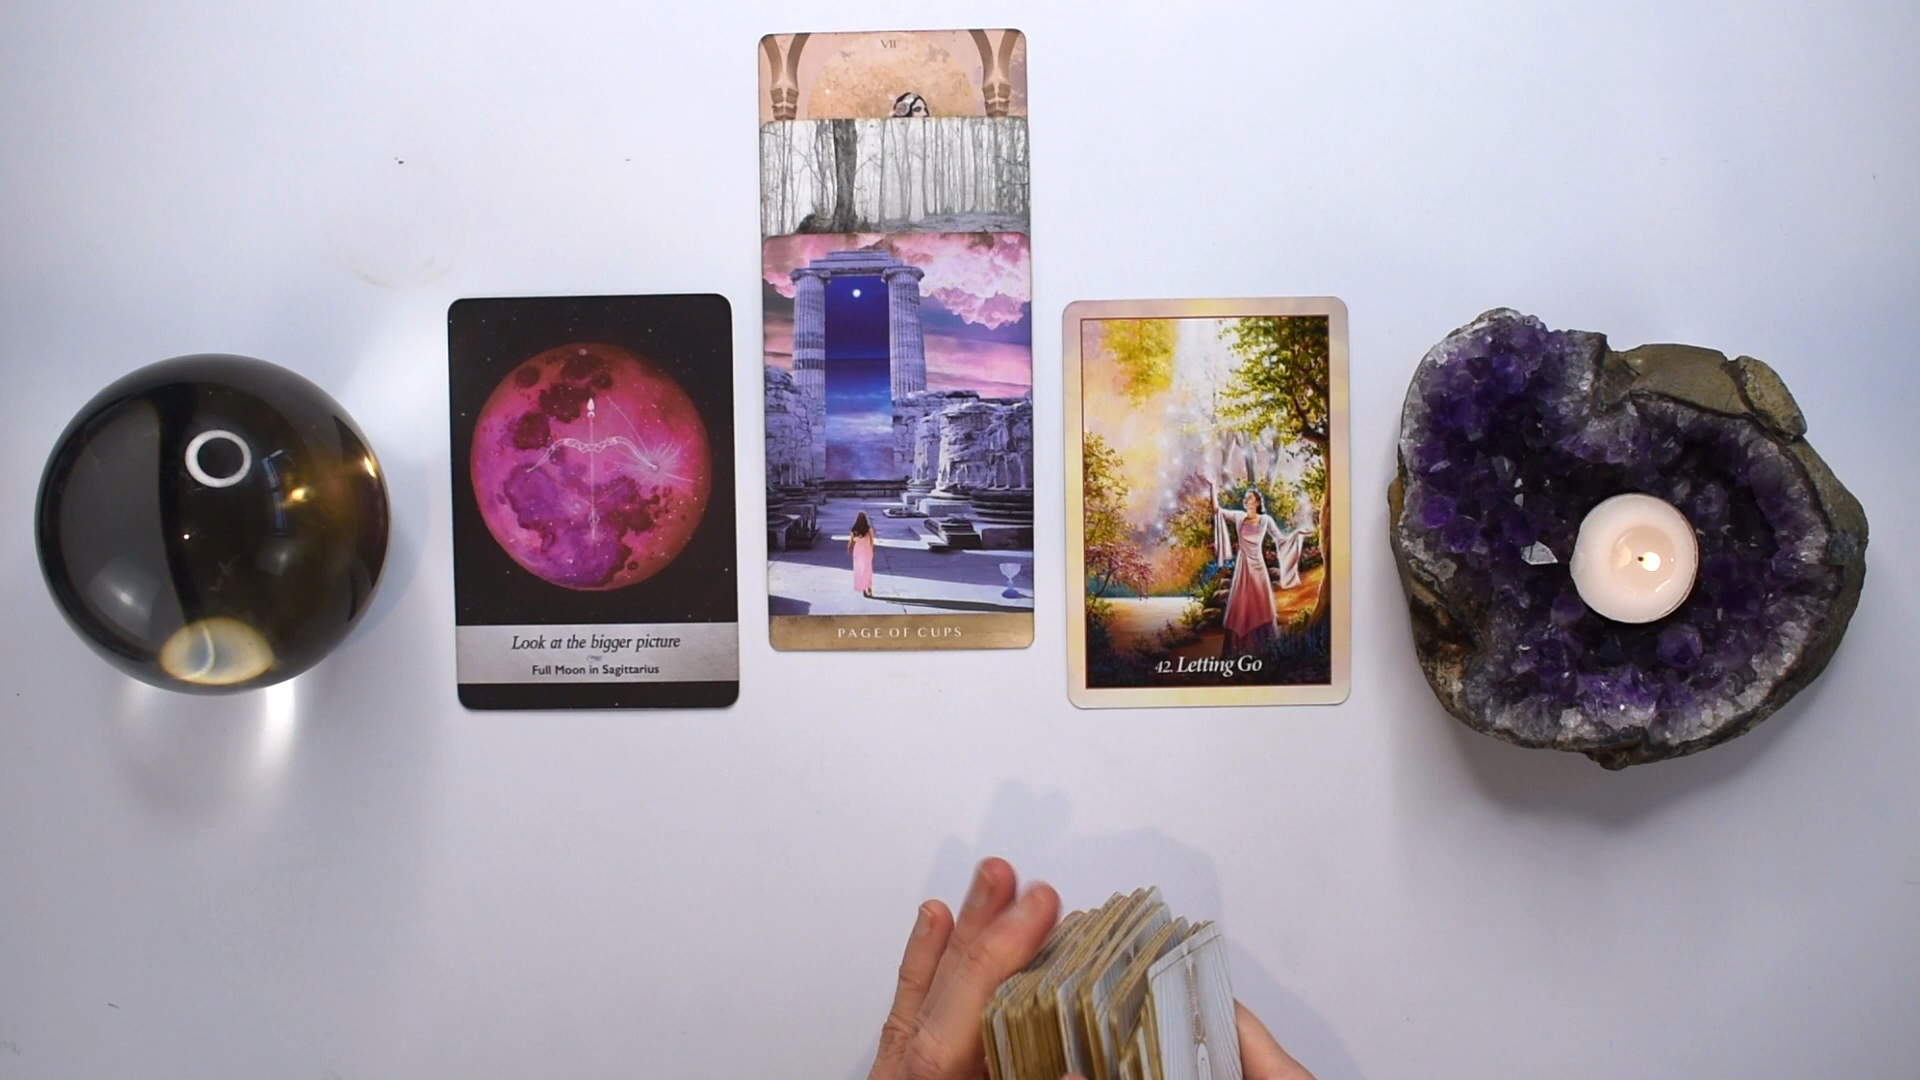 VII
Look at the bigger picture
Full Moon in Sagittarius
PAGE OF CUPS
42. Letting Go